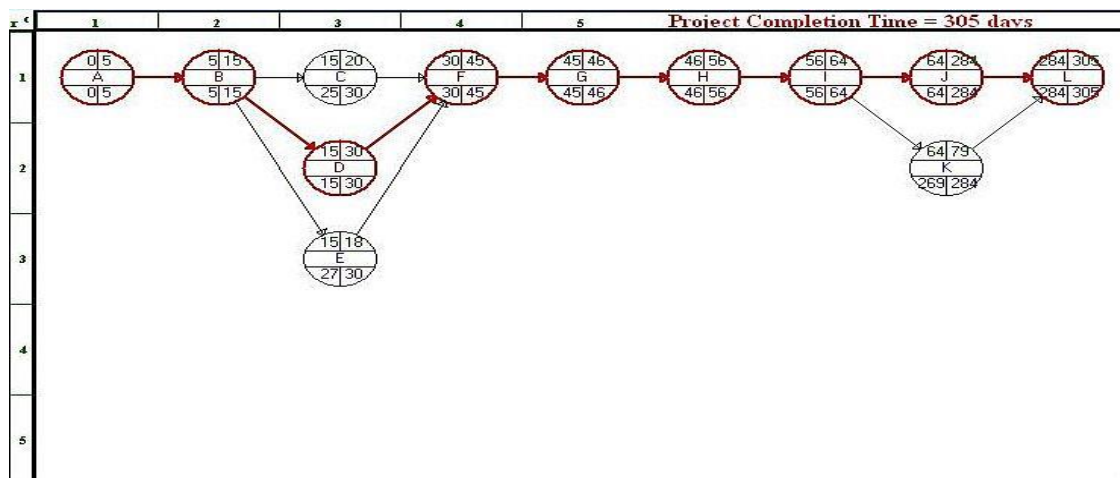 r c 1 2 3 4 5 Project Completion Time = 305 days
1
0 5 5 15 15 20 30 45 45 46 46 56 56 64 64 284 284 305
A B C F G H I J L
0 5 5 15 25 30 30 45 45 46 46 56 56 64 64 284 284 305
2
15 30 64 79
D K
15 30 269 284
3
15 18
E
27 30
4
5